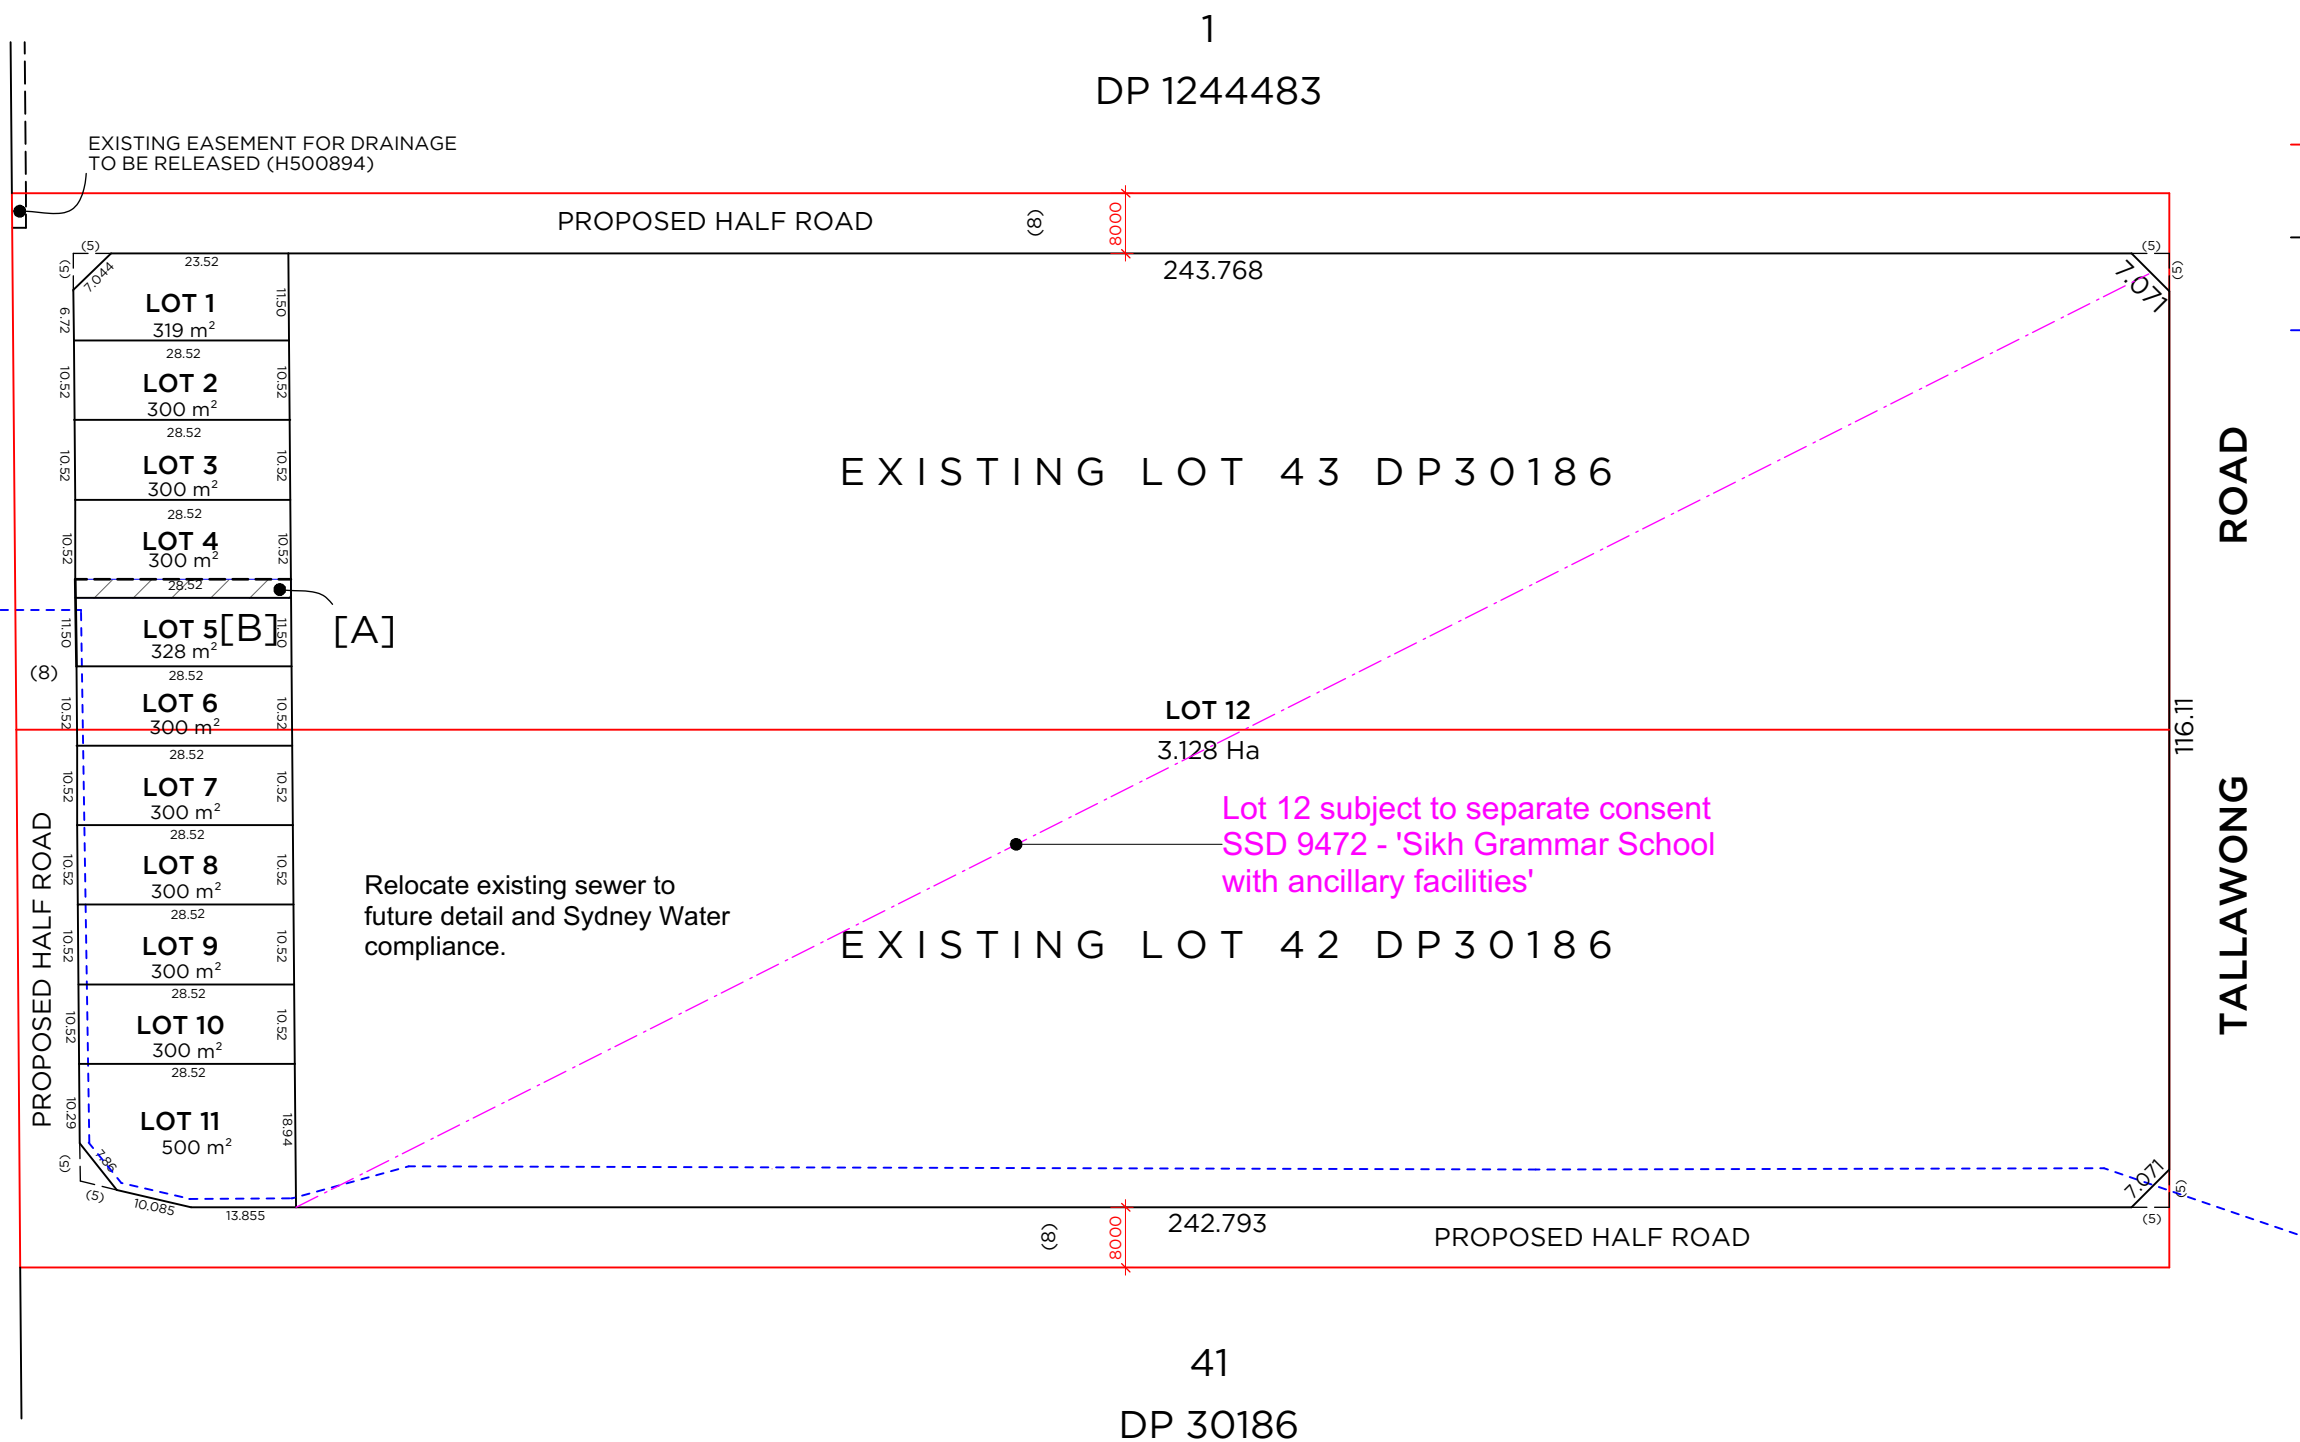 1
DP 1244483
EXISTING EASEMENT FOR DRAINAGE
TO BE RELEASED (H500894)
PROPOSED HALF ROAD
(8)
8000
(5)
(5)
7.044
23.52
243.768
(5)
(5)
7.071
LOT 1
319 m²
6.72
11.50
28.52
LOT 2
300 m²
10.52
10.52
28.52
LOT 3
300 m²
10.52
10.52
28.52
LOT 4
300 m²
10.52
10.52
28.52
[B]
[A]
LOT 5
328 m²
11.50
11.50
(8)
28.52
LOT 6
300 m²
10.52
10.52
28.52
LOT 7
300 m²
10.52
10.52
28.52
LOT 8
300 m²
10.52
10.52
28.52
LOT 9
300 m²
10.52
10.52
28.52
LOT 10
300 m²
10.52
10.52
28.52
LOT 11
500 m²
10.29
18.94
(5)
(5)
7.86
10.085
13.855
PROPOSED HALF ROAD
EXISTING LOT 43 DP30186
LOT 12
3.128 Ha
Lot 12 subject to separate consent
SSD 9472 - 'Sikh Grammar School
with ancillary facilities'
Relocate existing sewer to
future detail and Sydney Water
compliance.
EXISTING LOT 42 DP30186
116.11
TALLAWONG ROAD
7.071
(5)
(5)
(8)
8000
242.793
PROPOSED HALF ROAD
41
DP 30186